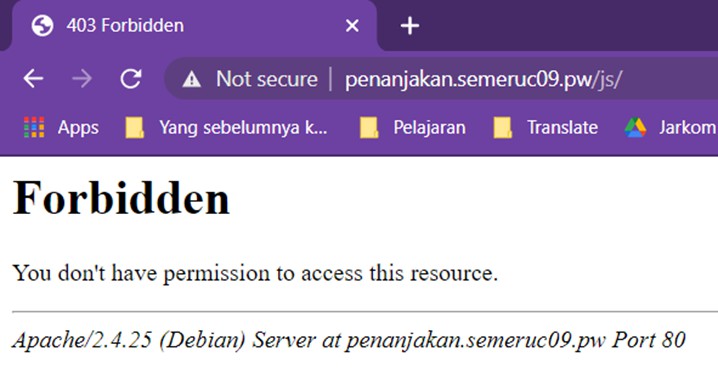 403 Forbidden
Not secure | penanjakan.semeruc09.pw/js/
Apps Yang sebelumnya k... Pelajaran Translate Jarkom
Forbidden
You don't have permission to access this resource.
Apache/2.4.25 (Debian) Server at penanjakan.semeruc09.pw Port 80